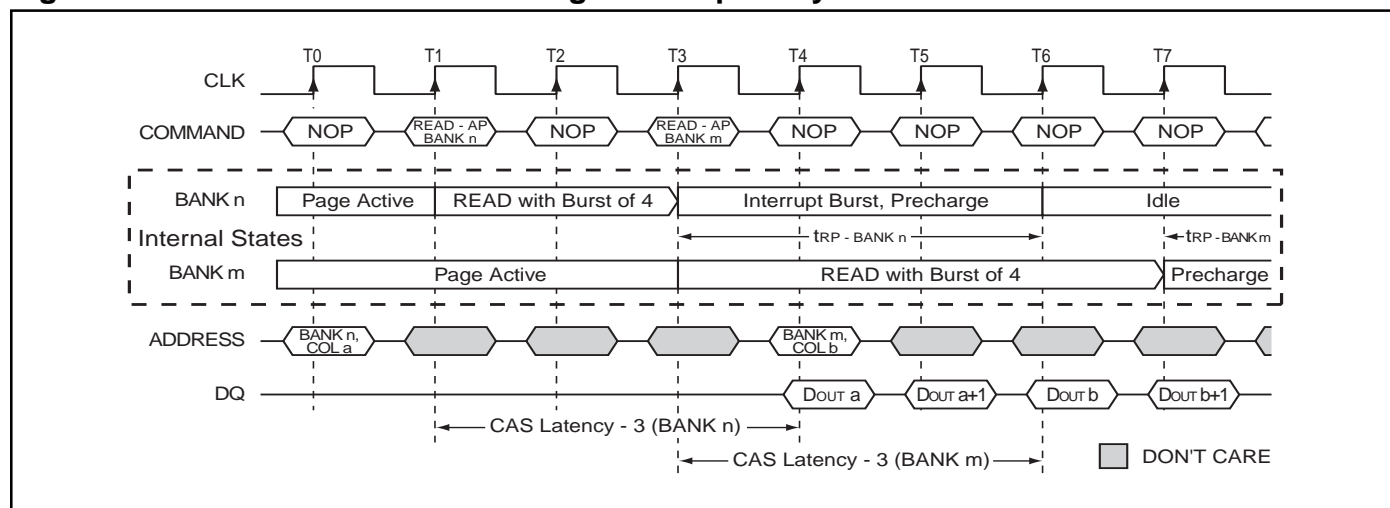 T0 T1 T2 T3 T4 T5 T6 T7
CLK
COMMAND NOP READ - AP BANK n NOP READ - AP BANK m NOP NOP NOP NOP
BANK n Page Active READ with Burst of 4 Interrupt Burst, Precharge Idle
Internal States tRP - BANK n tRP - BANK m
BANK m Page Active READ with Burst of 4 Precharge
ADDRESS BANK n, COL a BANK m, COL b
DQ DOUT a DOUT a+1 DOUT b DOUT b+1
CAS Latency - 3 (BANK n)
CAS Latency - 3 (BANK m) DON'T CARE